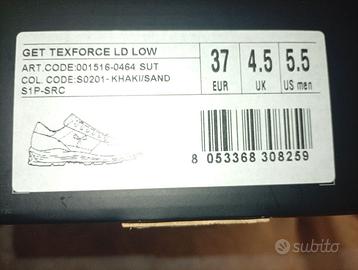 GET TEXFORCE LD LOW
ART.CODE:001516-0464 SUT
COL. CODE:S0201- KHAKI/SAND
S1P-SRC
37 4.5 5.5
EUR UK US men
8 053368 308259
subito